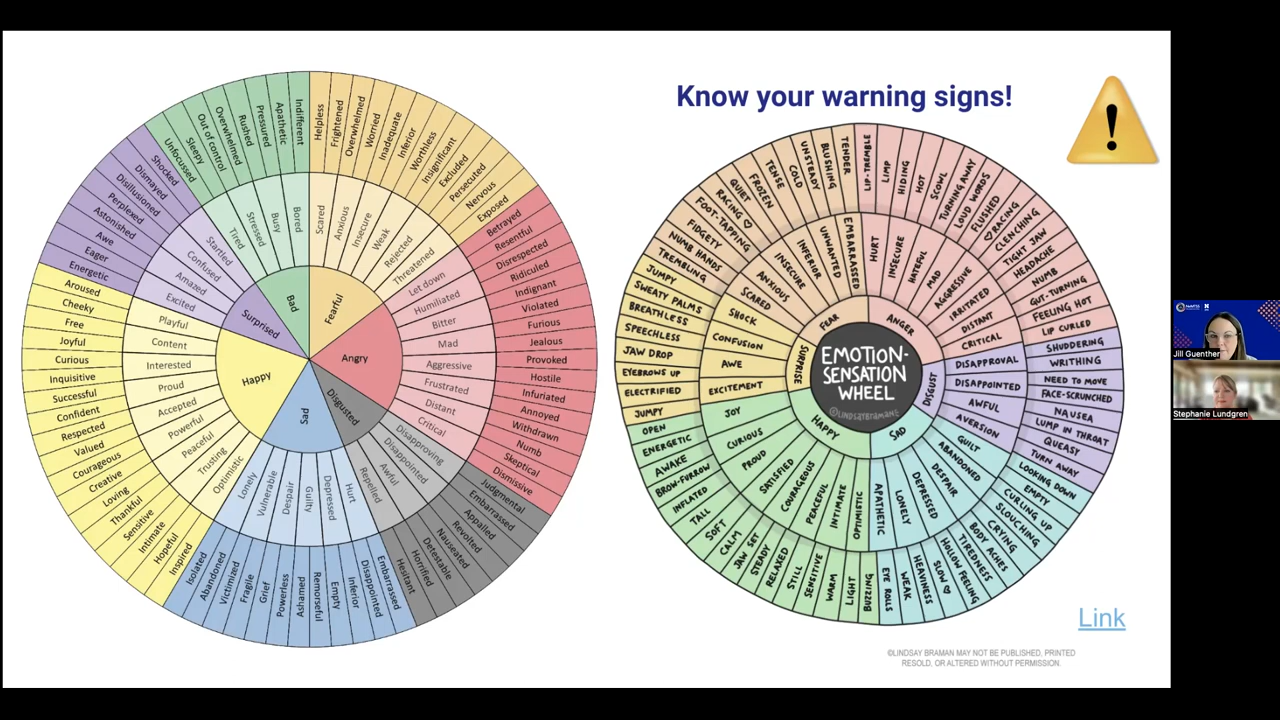 Know your warning signs!
Bad
Fearful
Angry
Disgusted
Sad
Happy
Surprised
Bored
Busy
Stressed
Tired
Scared
Anxious
Insecure
Weak
Rejected
Threatened
Let down
Humiliated
Bitter
Mad
Aggressive
Frustrated
Distant
Critical
Disapproving
Disappointed
Awful
Repelled
Hurt
Depressed
Guilty
Despair
Vulnerable
Lonely
Optimistic
Trusting
Peaceful
Powerful
Accepted
Proud
Interested
Content
Playful
Excited
Amazed
Confused
Startled
Helpless
Frightened
Overwhelmed
Worried
Inadequate
Inferior
Worthless
Insignificant
Excluded
Persecuted
Nervous
Exposed
Betrayed
Resentful
Disrespected
Ridiculed
Indignant
Violated
Furious
Jealous
Provoked
Hostile
Infuriated
Annoyed
Withdrawn
Numb
Skeptical
Dismissive
Judgmental
Embarrassed
Appalled
Revolted
Nauseated
Detestable
Horrified
Hesitant
Embarrassed
Disappointed
Inferior
Empty
Remorseful
Ashamed
Powerless
Grief
Fragile
Victimized
Abandoned
Isolated
Inspired
Hopeful
Intimate
Sensitive
Thankful
Loving
Creative
Courageous
Valued
Respected
Confident
Successful
Inquisitive
Curious
Joyful
Free
Cheeky
Aroused
Energetic
Eager
Awe
Astonished
Perplexed
Disillusioned
Dismayed
Shocked
Unfocussed
Sleepy
Out of control
Overwhelmed
Rushed
Pressured
Apathetic
Indifferent
EMOTION-
SENSATION
WHEEL
©LINDSAYBRAMAN
ANGER
DISGUST
SAD
HAPPY
SURPRISE
FEAR
HURT
INSECURE
HATEFUL
MAD
AGGRESSIVE
IRRITATED
DISTANT
CRITICAL
DISAPPROVAL
DISAPPOINTED
AWFUL
AVERSION
GUILT
ABANDONED
DESPAIR
DEPRESSED
LONELY
APATHETIC
OPTIMISTIC
INTIMATE
PEACEFUL
COURAGEOUS
SATISFIED
PROUD
CURIOUS
JOY
EXCITEMENT
AWE
CONFUSION
SHOCK
SCARED
ANXIOUS
INSECURE
INFERIOR
UNWANTED
EMBARRASSED
LIP-TREMBLE
LIMP
HIDING
HOT
SCOWL
TURNING AWAY
LOUD WORDS
FLUSHED
♡RACING
CLENCHING
TIGHT JAW
HEADACHE
NUMB
GUT-TURNING
FEELING HOT
LIP CURLED
SHUDDERING
WRITHING
NEED TO MOVE
FACE-SCRUNCHED
NAUSEA
LUMP IN THROAT
QUEASY
TURN AWAY
LOOKING DOWN
EMPTY
CURLING UP
SLOUCHING
CRYING
BODY ACHES
TIREDNESS
HOLLOW FEELING
SLOW ♡
HEAVINESS
WEAK
EYE ROLLS
BUZZING
LIGHT
WARM
SENSITIVE
STILL
RELAXED
STEADY
JAW SET
CALM
SOFT
TALL
INFLATED
BROW-FURROW
AWAKE
ENERGETIC
OPEN
JUMPY
ELECTRIFIED
EYEBROWS UP
JAW DROP
SPEECHLESS
BREATHLESS
SWEATY PALMS
JUMPY
TREMBLING
NUMB HANDS
FIDGETY
FOOT-TAPPING
RACING ♡
QUIET
FROZEN
TENSE
COLD
UNSTEADY
BLUSHING
TENDER
Link
©LINDSAY BRAMAN MAY NOT BE PUBLISHED, PRINTED
RESOLD, OR ALTERED WITHOUT PERMISSION.
Jill Guenther
Stephanie Lundgren